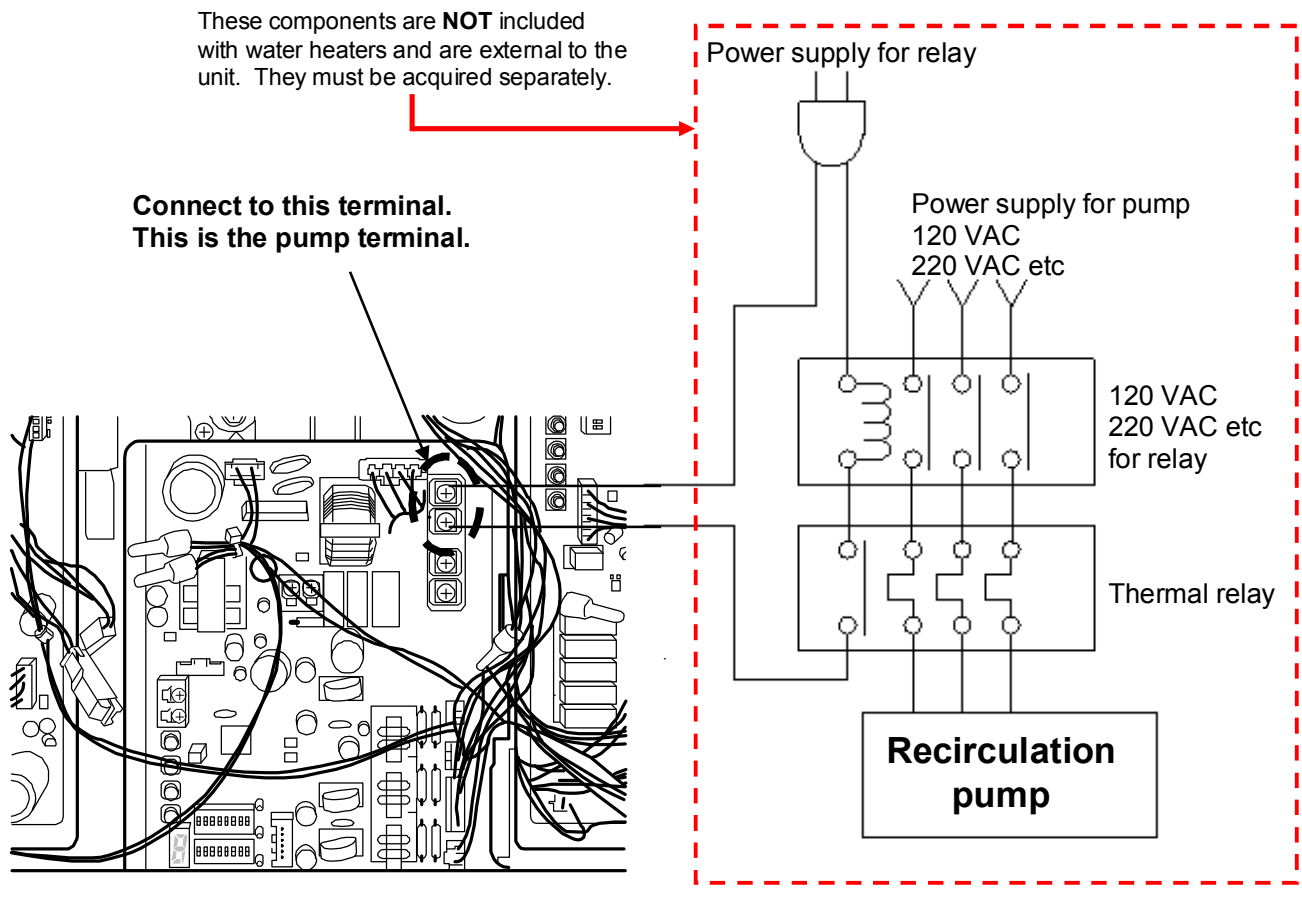 These components are NOT included
with water heaters and are external to the
unit. They must be acquired separately.
Power supply for relay
Connect to this terminal.
This is the pump terminal.
Power supply for pump
120 VAC
220 VAC etc
120 VAC
220 VAC etc
for relay
Thermal relay
Recirculation
pump